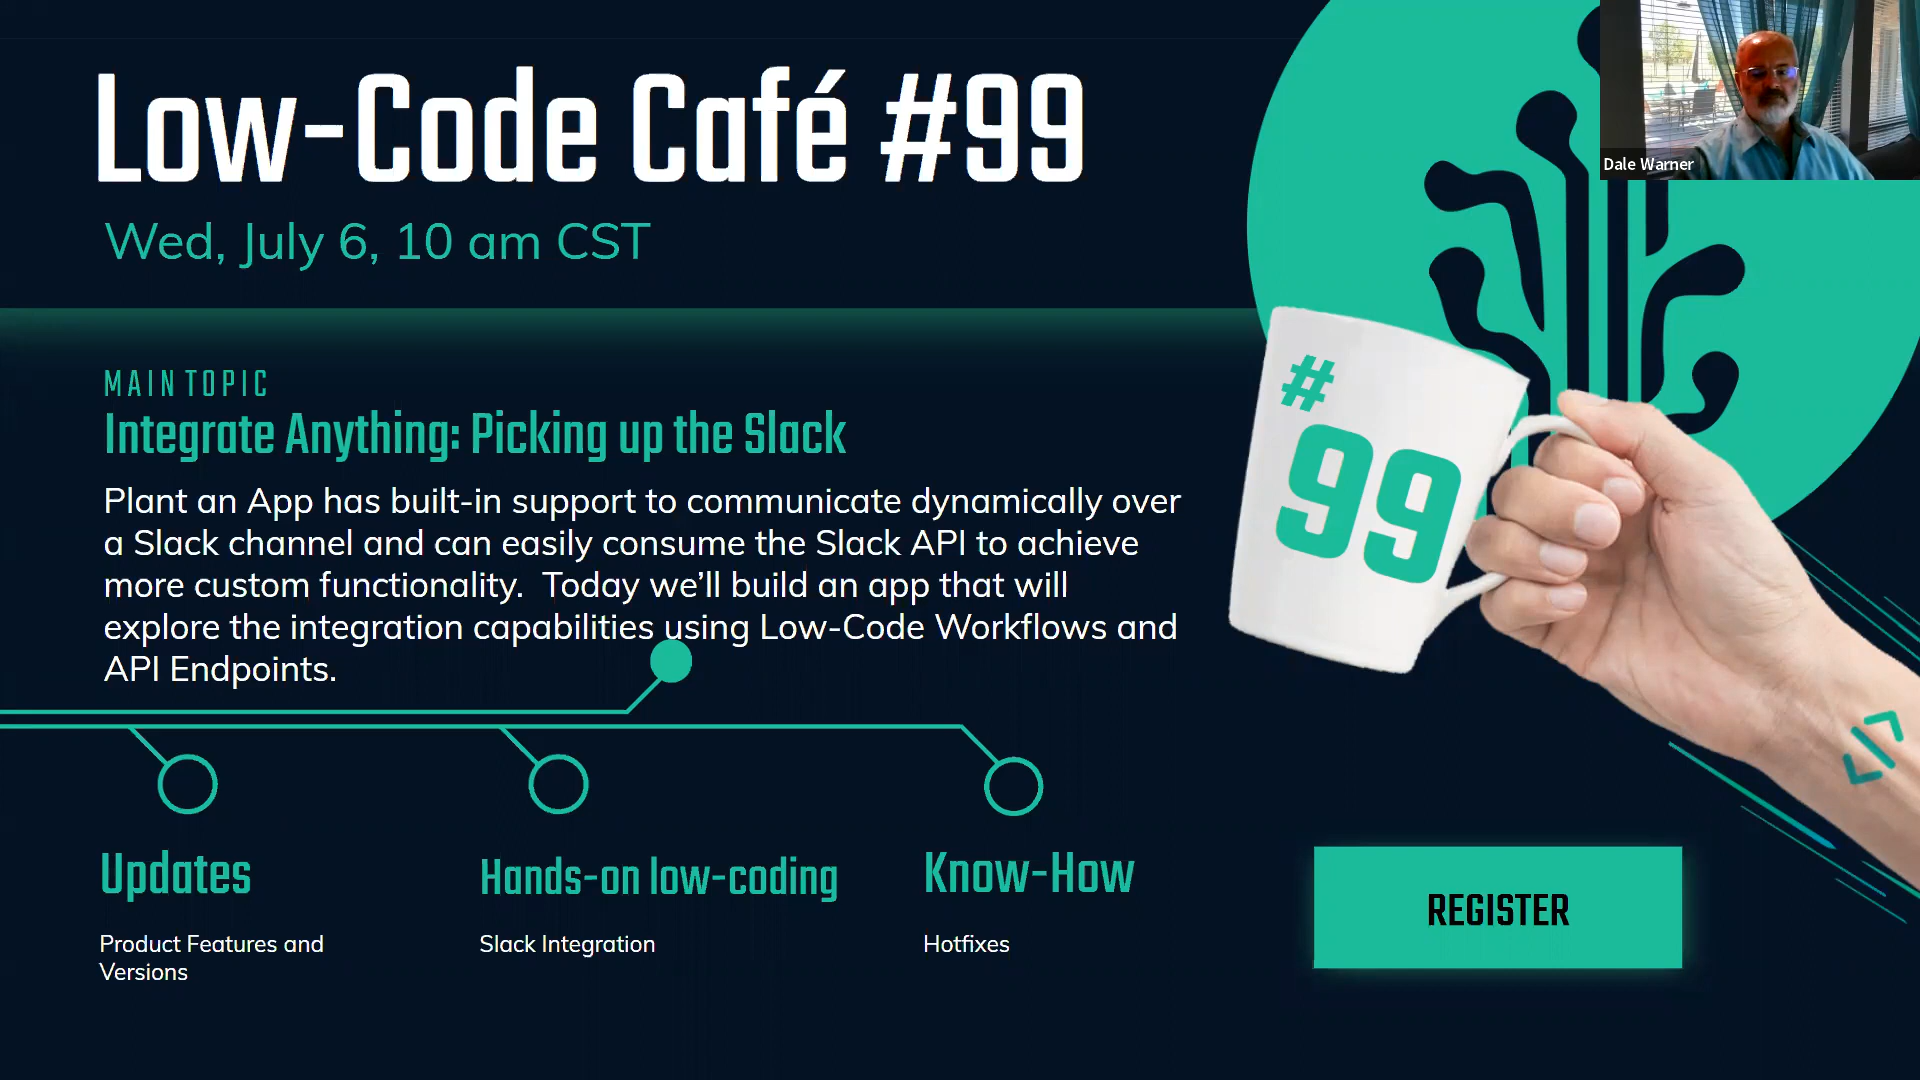 Low-Code Café #99
Wed, July 6, 10 am CST
Dale Warner
MAIN TOPIC
Integrate Anything: Picking up the Slack
Plant an App has built-in support to communicate dynamically over
a Slack channel and can easily consume the Slack API to achieve
more custom functionality.  Today we’ll build an app that will
explore the integration capabilities using Low-Code Workflows and
API Endpoints.
#
99
Updates
Product Features and
Versions
Hands-on low-coding
Slack Integration
Know-How
Hotfixes
REGISTER